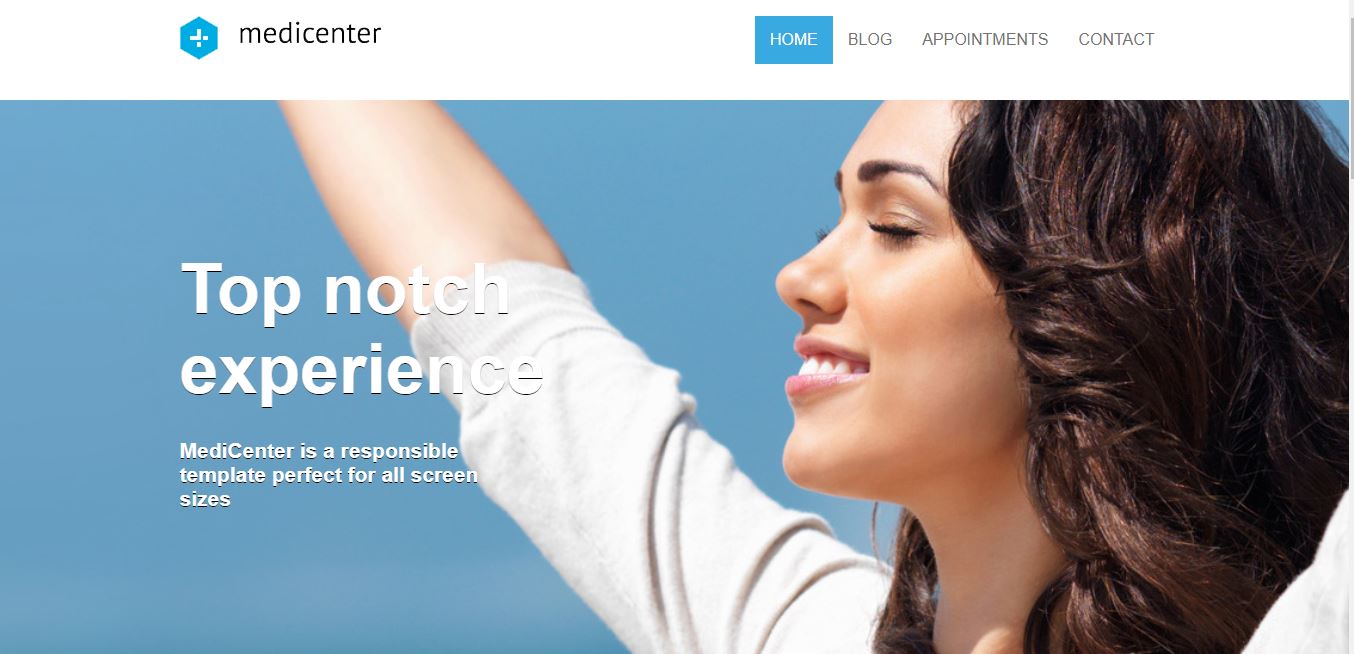 medicenter
HOME BLOG APPOINTMENTS CONTACT
Top notch
experience
MediCenter is a responsible
template perfect for all screen
sizes